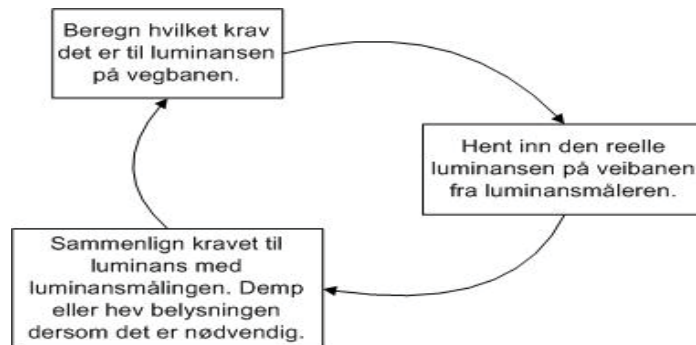 Beregn hvilket krav
det er til luminansen
på vegbanen.
Hent inn den reelle
luminansen på veibanen
fra luminansmåleren.
Sammenlign kravet til
luminans med
luminansmålingen. Demp
eller hev belysningen
dersom det er nødvendig.